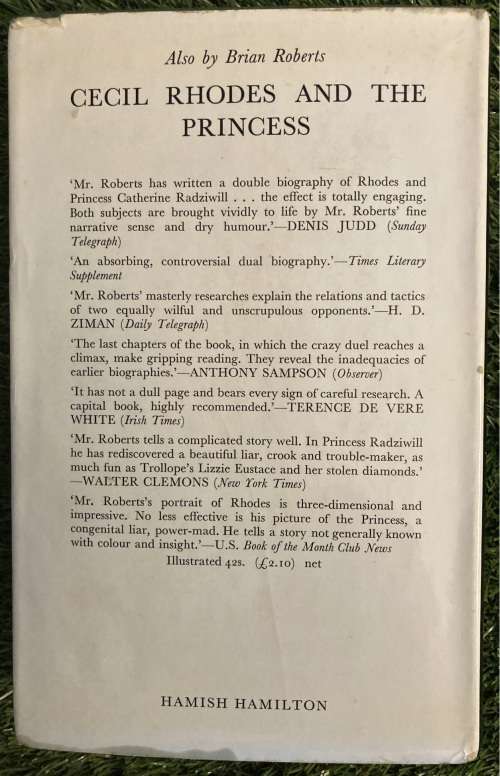 Also by Brian Roberts
CECIL RHODES AND THE
PRINCESS
‘Mr. Roberts has written a double biography of Rhodes and
Princess Catherine Radziwill . . . the effect is totally engaging.
Both subjects are brought vividly to life by Mr. Roberts’ fine
narrative sense and dry humour.’—DENIS JUDD (Sunday
Telegraph)
‘An absorbing, controversial dual biography.’—Times Literary
Supplement
‘Mr. Roberts’ masterly researches explain the relations and tactics
of two equally wilful and unscrupulous opponents.’—H. D.
ZIMAN (Daily Telegraph)
‘The last chapters of the book, in which the crazy duel reaches a
climax, make gripping reading. They reveal the inadequacies of
earlier biographies.’—ANTHONY SAMPSON (Observer)
‘It has not a dull page and bears every sign of careful research. A
capital book, highly recommended.’—TERENCE DE VERE
WHITE (Irish Times)
‘Mr. Roberts tells a complicated story well. In Princess Radziwill
he has rediscovered a beautiful liar, crook and trouble-maker, as
much fun as Trollope’s Lizzie Eustace and her stolen diamonds.’
—WALTER CLEMONS (New York Times)
‘Mr. Roberts’s portrait of Rhodes is three-dimensional and
impressive. No less effective is his picture of the Princess, a
congenital liar, power-mad. He tells a story not generally known
with colour and insight.’—U.S. Book of the Month Club News
Illustrated 42s. (£2.10) net
HAMISH HAMILTON